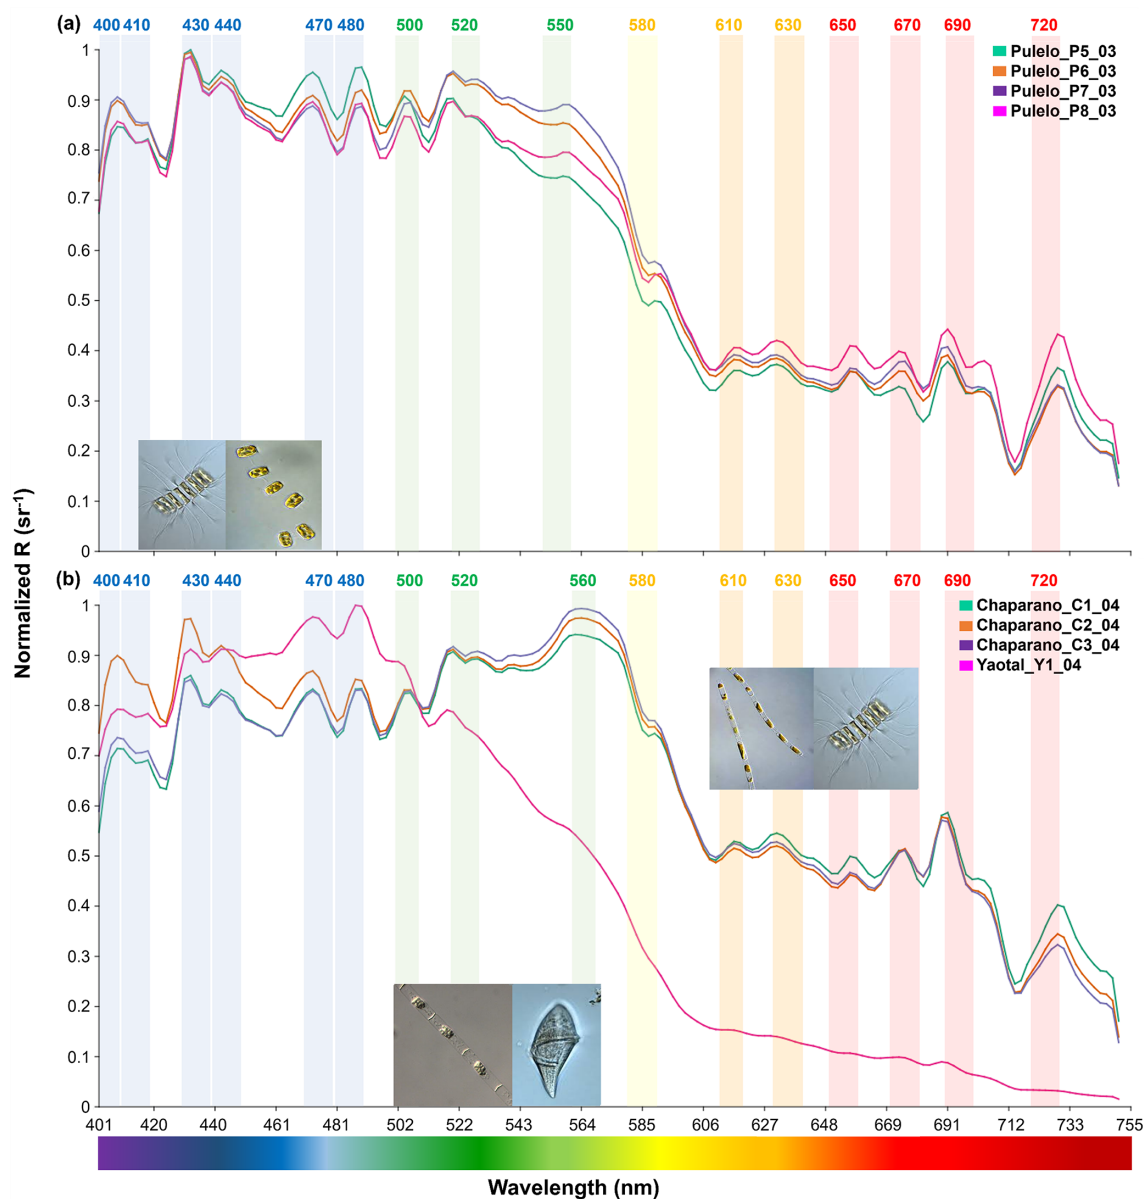 (a) 400 410 430 440 470 480 500 520 550 580 610 630 650 670 690 720
Pulelo_P5_03
Pulelo_P6_03
Pulelo_P7_03
Pulelo_P8_03
1
0.9
0.8
0.7
0.6
0.5
0.4
0.3
0.2
0.1
0
Normalized R (sr⁻¹)
(b) 400 410 430 440 470 480 500 520 560 580 610 630 650 670 690 720
Chaparano_C1_04
Chaparano_C2_04
Chaparano_C3_04
Yaotal_Y1_04
1
0.9
0.8
0.7
0.6
0.5
0.4
0.3
0.2
0.1
0
401 420 440 461 481 502 522 543 564 585 606 627 648 669 691 712 733 755
Wavelength (nm)